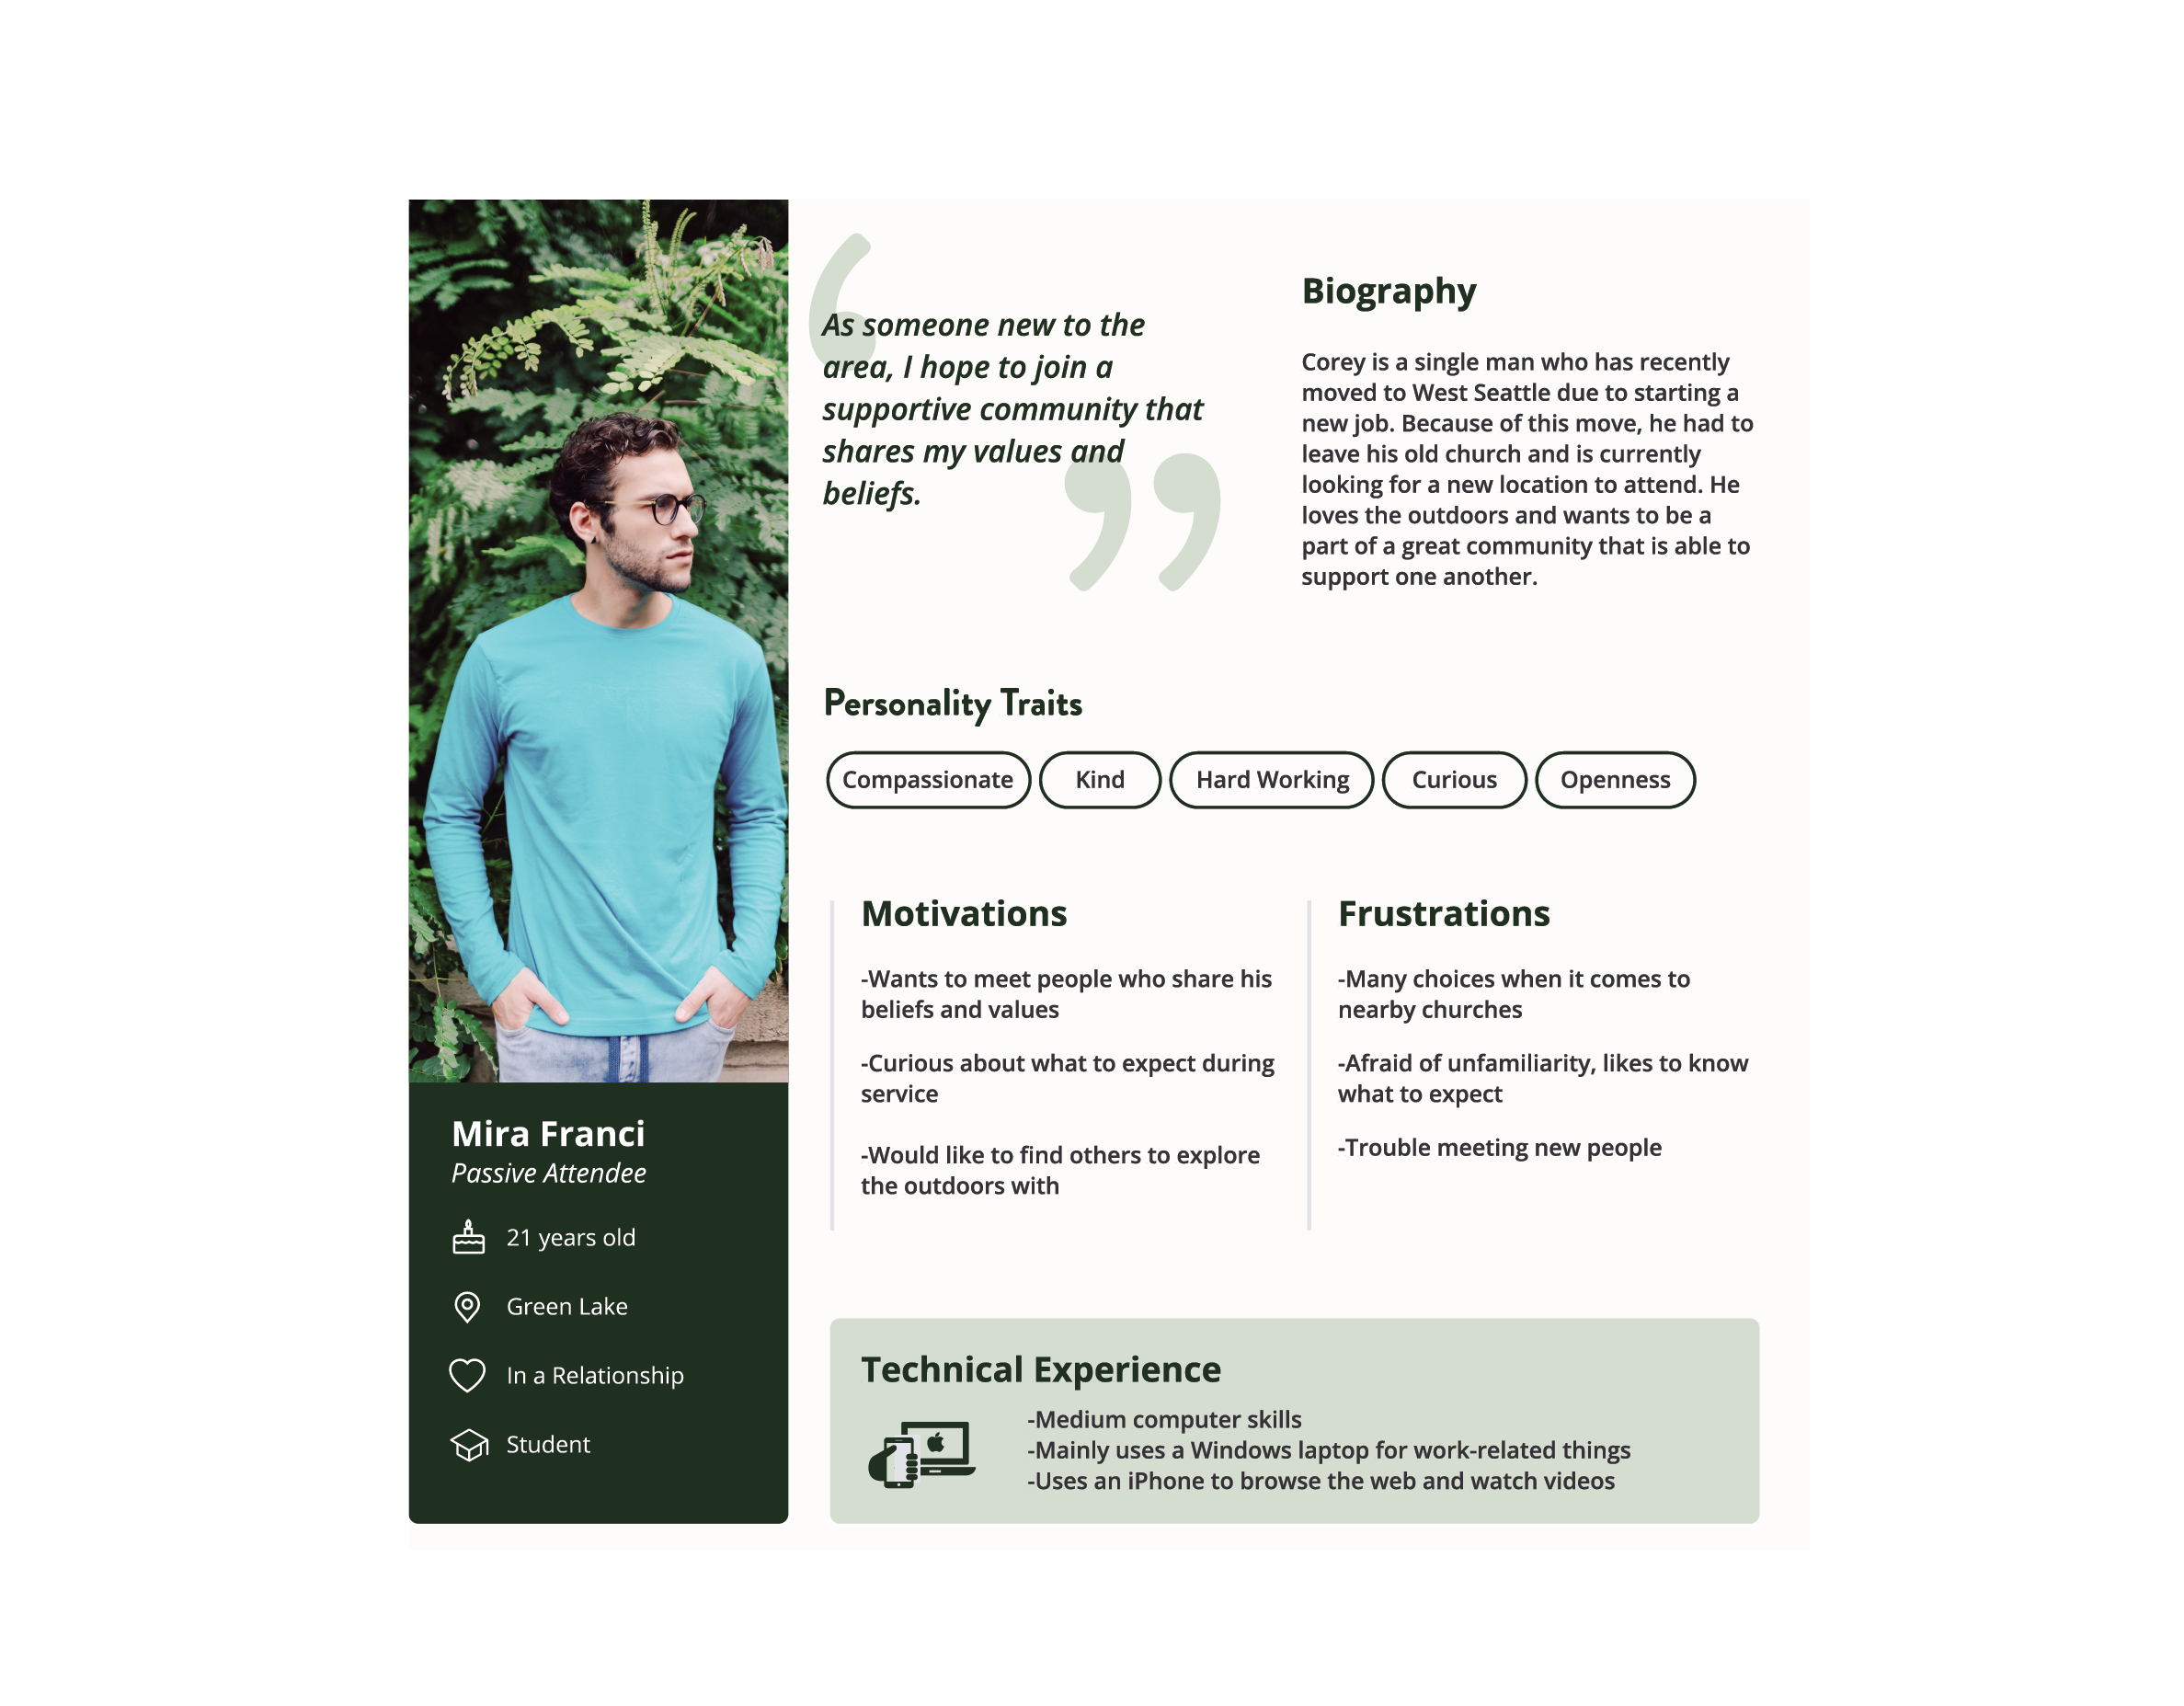 As someone new to the
area, I hope to join a
supportive community that
shares my values and
beliefs.
Biography
Corey is a single man who has recently
moved to West Seattle due to starting a
new job. Because of this move, he had to
leave his old church and is currently
looking for a new location to attend. He
loves the outdoors and wants to be a
part of a great community that is able to
support one another.
Personality Traits
Compassionate Kind Hard Working Curious Openness
Motivations
-Wants to meet people who share his
beliefs and values
-Curious about what to expect during
service
-Would like to find others to explore
the outdoors with
Frustrations
-Many choices when it comes to
nearby churches
-Afraid of unfamiliarity, likes to know
what to expect
-Trouble meeting new people
Mira Franci
Passive Attendee
21 years old
Green Lake
In a Relationship
Student
Technical Experience
-Medium computer skills
-Mainly uses a Windows laptop for work-related things
-Uses an iPhone to browse the web and watch videos